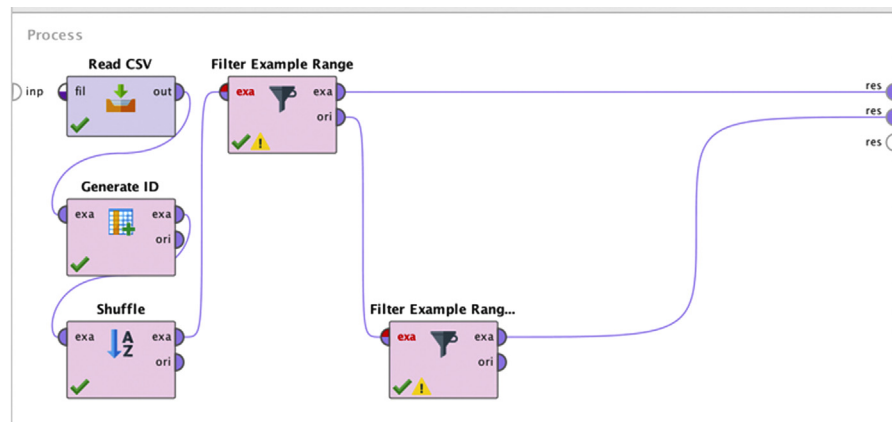 Process
Read CSV
inp
fil
out
Filter Example Range
exa
exa
ori
res
res
res
Generate ID
exa
exa
ori
Shuffle
exa
exa
ori
A
Z
Filter Example Rang...
exa
exa
ori